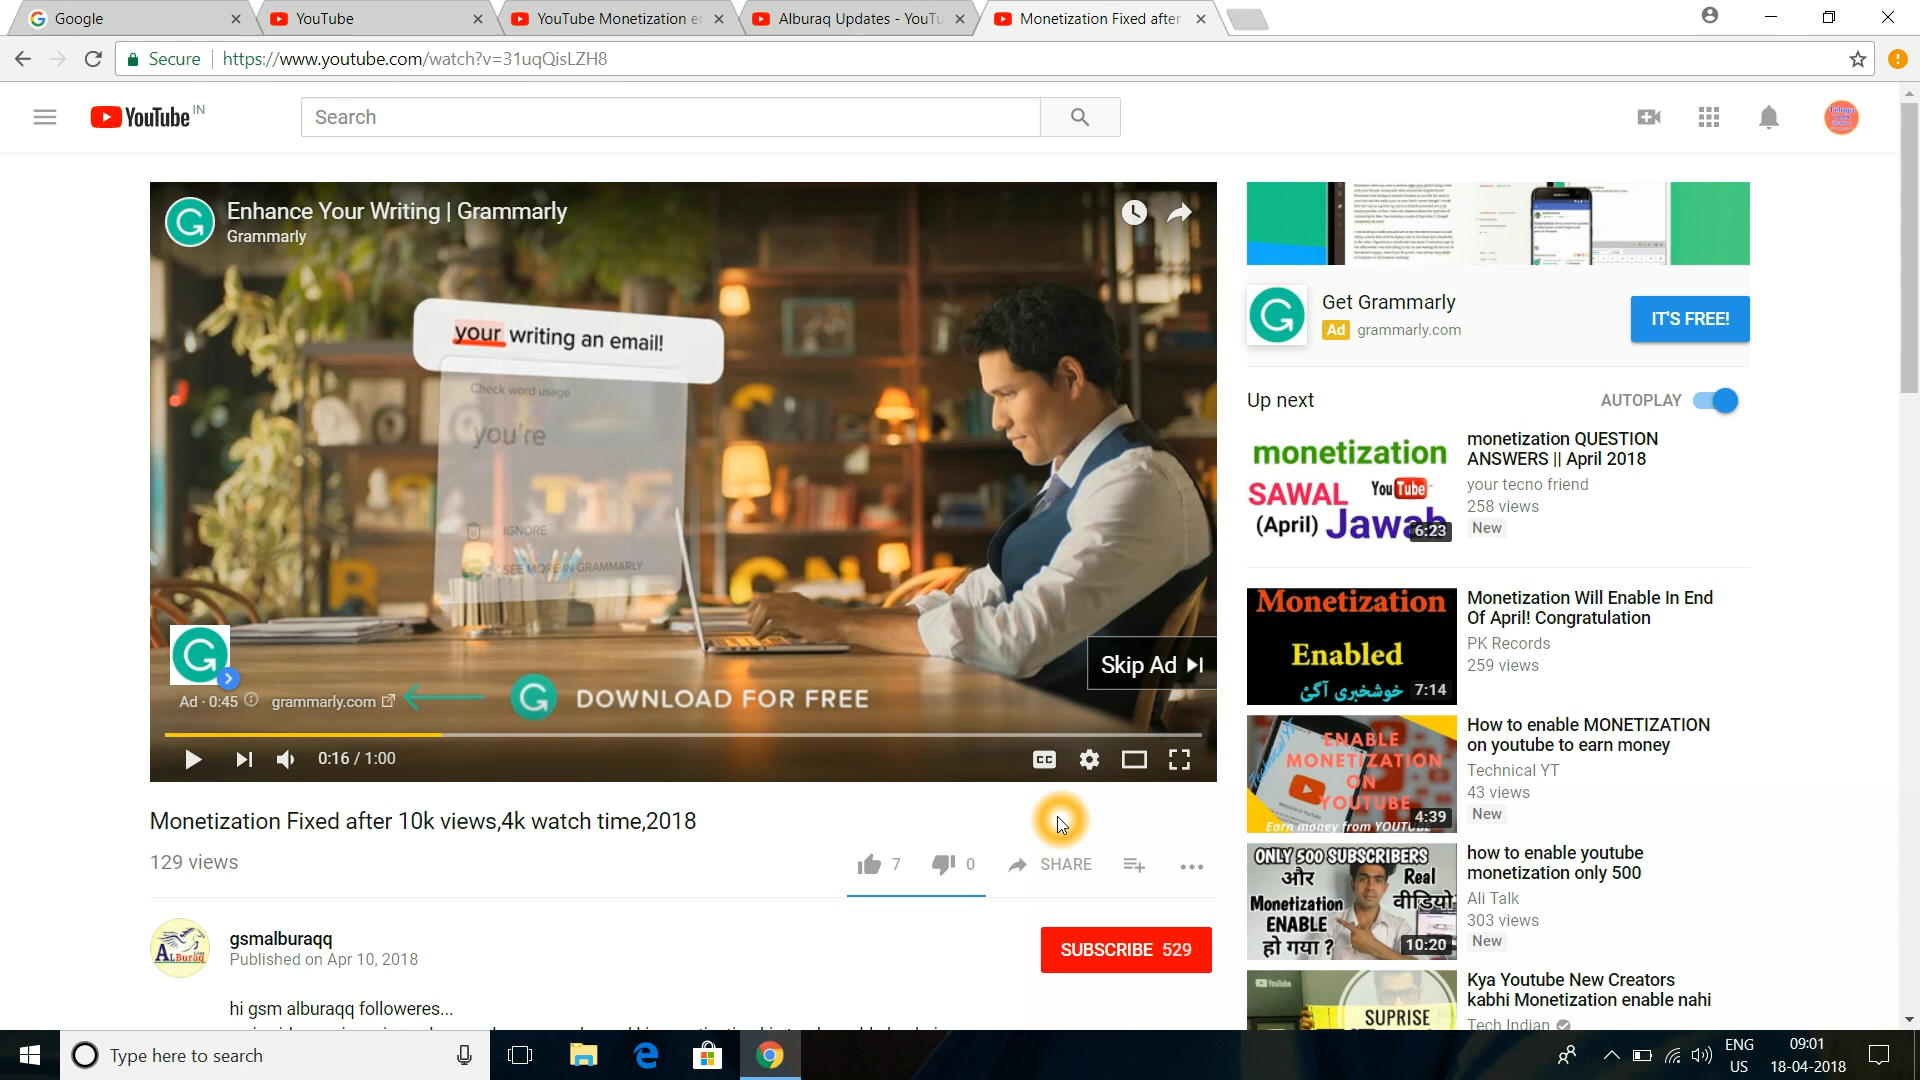 Google
YouTube
YouTube Monetization er
Alburaq Updates - YouTu
Monetization Fixed after
Secure
https://www.youtube.com/watch?v=31uqQisLZH8
YouTube IN
Search
Enhance Your Writing | Grammarly
Grammarly
your writing an email!
Check word usage
you're
IGNORE
SEE MORE IN GRAMMARLY
Skip Ad
Ad · 0:45
grammarly.com
DOWNLOAD FOR FREE
0:16 / 1:00
CC
Monetization Fixed after 10k views,4k watch time,2018
129 views
7
0
SHARE
ALBuraq
gsmalburaqq
Published on Apr 10, 2018
SUBSCRIBE 529
hi gsm alburaqq followeres...
Get Grammarly
Ad grammarly.com
IT'S FREE!
Up next
AUTOPLAY
monetization
SAWAL YouTube
(April) Jawab
6:23
monetization QUESTION
ANSWERS || April 2018
your tecno friend
258 views
New
Monetization
Enabled
خوشخبری آگئ
7:14
Monetization Will Enable In End
Of April! Congratulation
PK Records
259 views
Technical YT
ENABLE
MONETIZATION
ON
YOUTUBE
Earn money from YOUTUBE
4:39
How to enable MONETIZATION
on youtube to earn money
Technical YT
43 views
New
ONLY 500 SUBSCRIBERS
और Real
Monetization वीडियो
ENABLE
हो गया ?
10:20
how to enable youtube
monetization only 500
Ali Talk
303 views
New
YouTube
SUPRISE
Kya Youtube New Creators
kabhi Monetization enable nahi
Tech Indian
Type here to search
ENG
US
09:01
18-04-2018